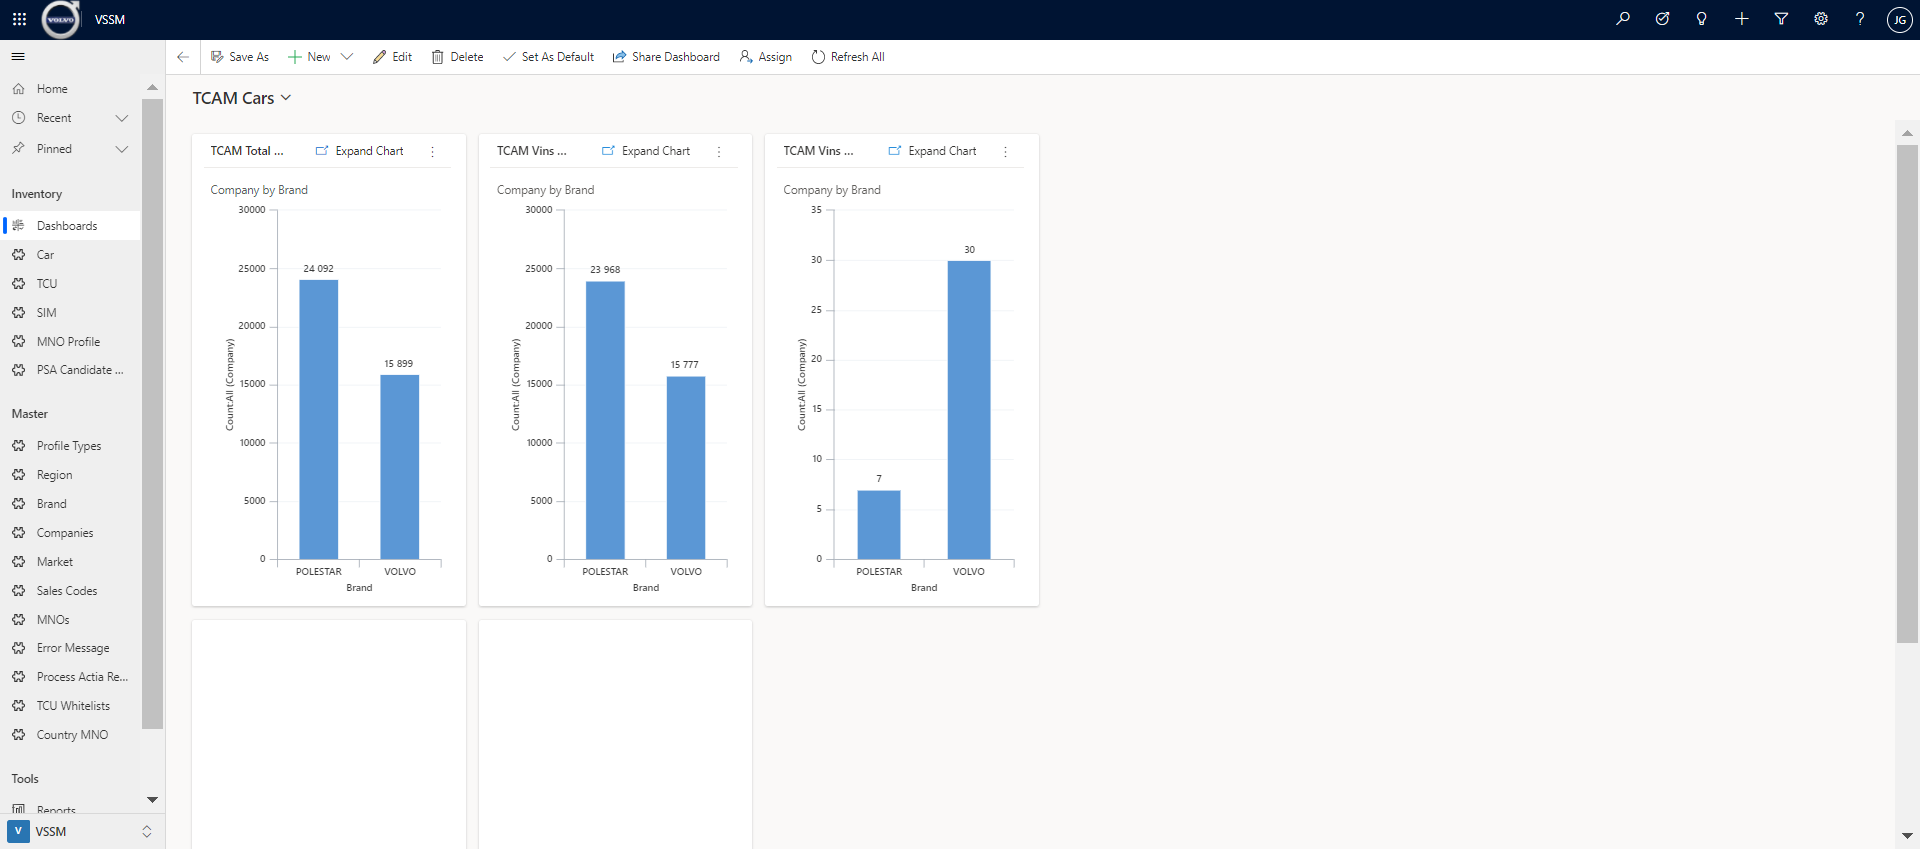 VOLVO
VSSM
JG
Save As
New
Edit
Delete
Set As Default
Share Dashboard
Assign
Refresh All
Home
Recent
Pinned
Inventory
Dashboards
Car
TCU
SIM
MNO Profile
PSA Candidate ...
Master
Profile Types
Region
Brand
Companies
Market
Sales Codes
MNOs
Error Message
Process Actia Re...
TCU Whitelists
Country MNO
Tools
Reports
V
VSSM
TCAM Cars
TCAM Total ...
Expand Chart
Company by Brand
30000
25000
20000
15000
10000
5000
0
Count:All (Company)
24 092
15 899
POLESTAR
VOLVO
Brand
TCAM Vins ...
Expand Chart
Company by Brand
30000
25000
20000
15000
10000
5000
0
Count:All (Company)
23 968
15 777
POLESTAR
VOLVO
Brand
TCAM Vins ...
Expand Chart
Company by Brand
35
30
25
20
15
10
5
0
Count:All (Company)
7
30
POLESTAR
VOLVO
Brand